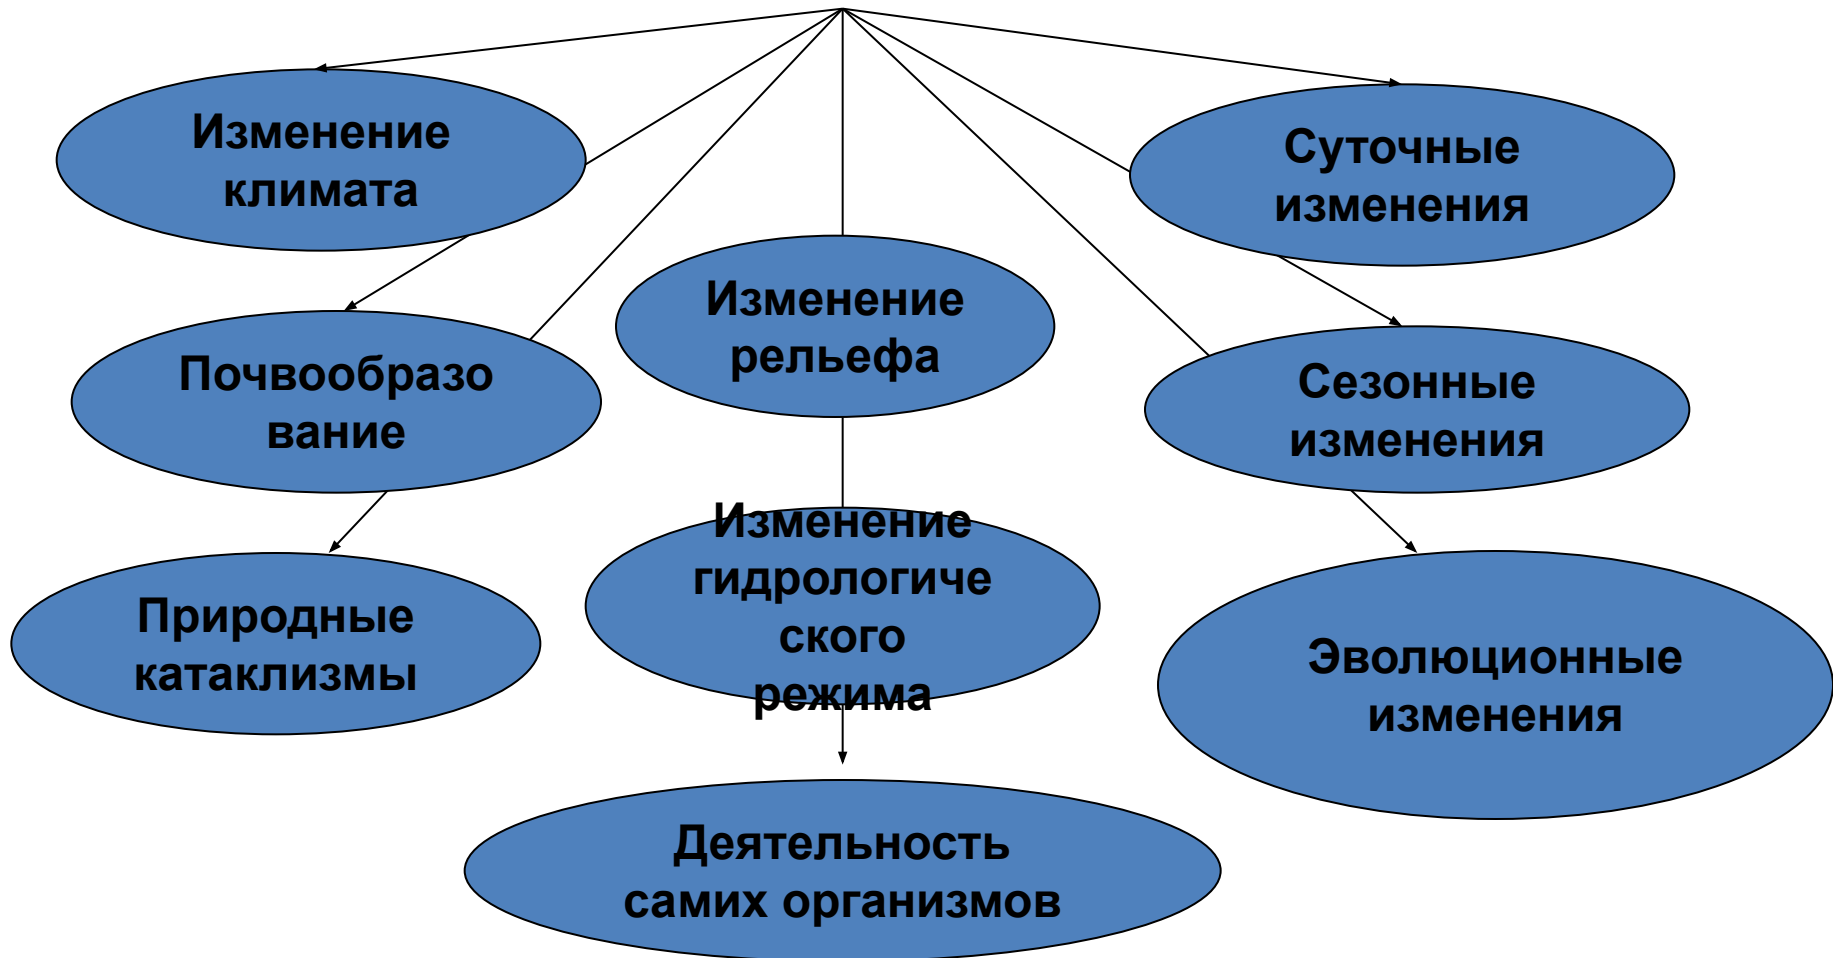 Изменение
климата
Суточные
изменения
Изменение
рельефа
Почвообразо
вание
Сезонные
изменения
Изменение
гидрологиче
ского
режима
Природные
катаклизмы
Эволюционные
изменения
Деятельность
самих организмов